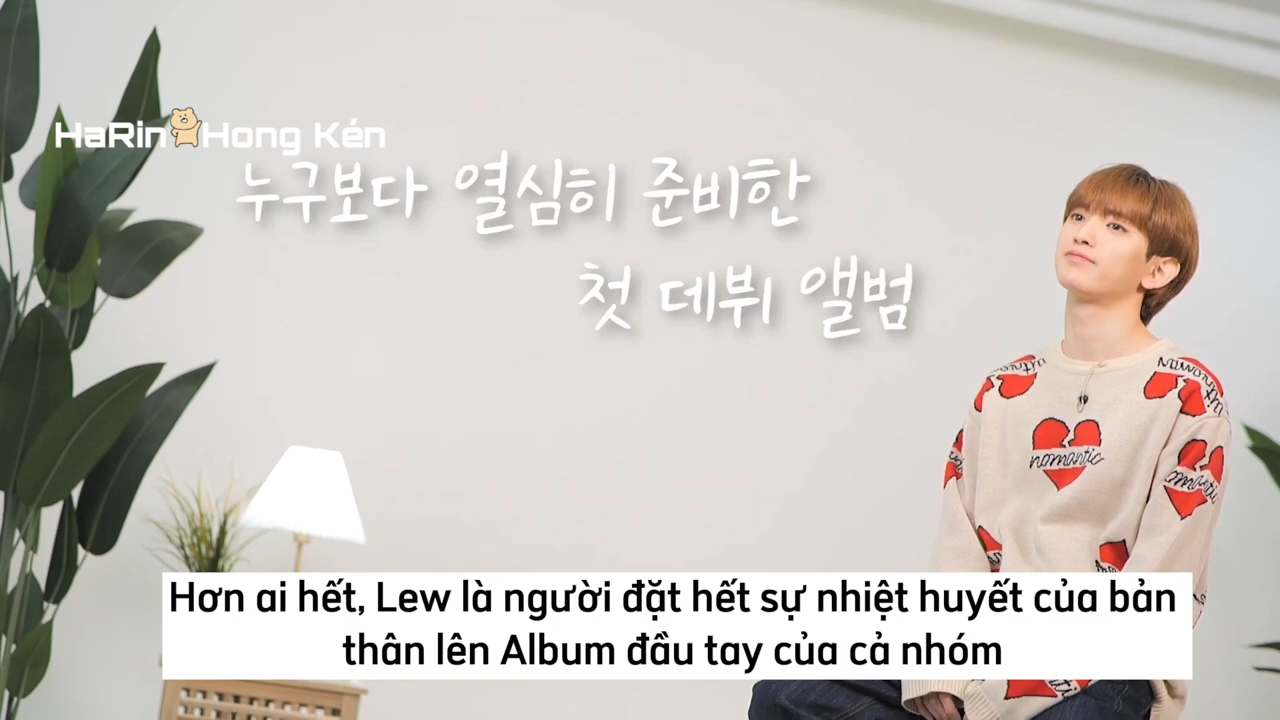 HaRin Hong Kén
누구보다 열심히 준비한
첫 데뷔 앨범
romantic
Hơn ai hết, Lew là người đặt hết sự nhiệt huyết của bản
thân lên Album đầu tay của cả nhóm